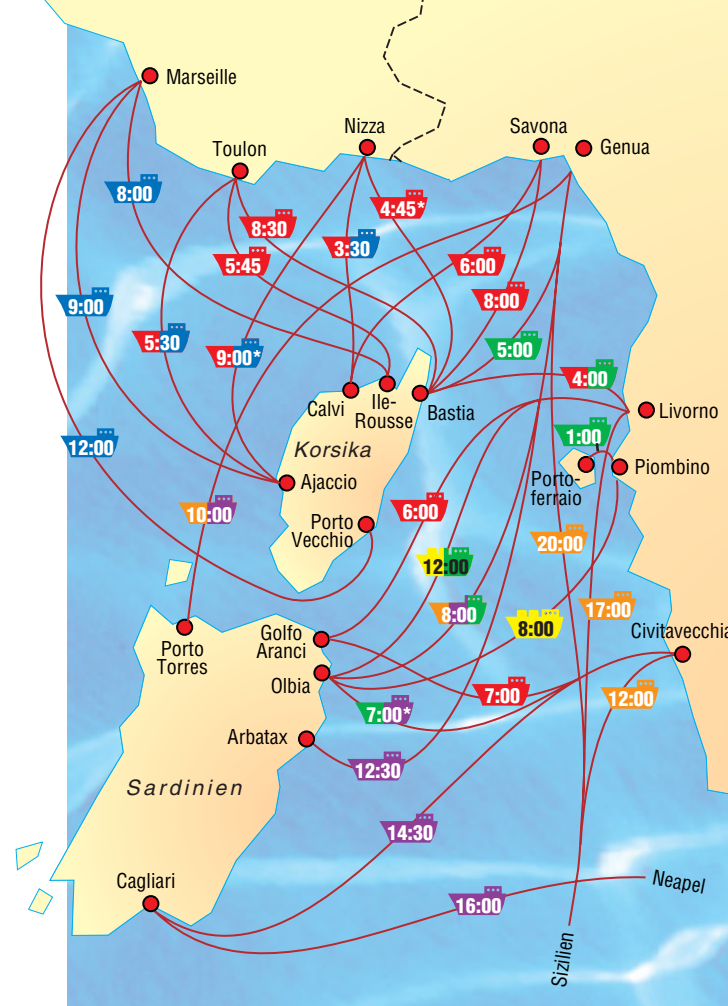 Marseille
Toulon
Nizza
Savona
Genua
8:00
8:30
4:45*
3:30
5:45
6:00
8:00
9:00
5:30
9:00*
5:00
4:00
Calvi
Ile-
Rousse
Bastia
Livorno
12:00
Korsika
1:00
Piombino
Porto-
ferraio
Ajaccio
10:00
6:00
Porto
Vecchio
20:00
12:00
8:00
8:00
17:00
Civitavecchia
Porto
Torres
Golfo
Aranci
Olbia
7:00
12:00
7:00*
Arbatax
12:30
Sardinien
14:30
Cagliari
16:00
Neapel
Sizilien